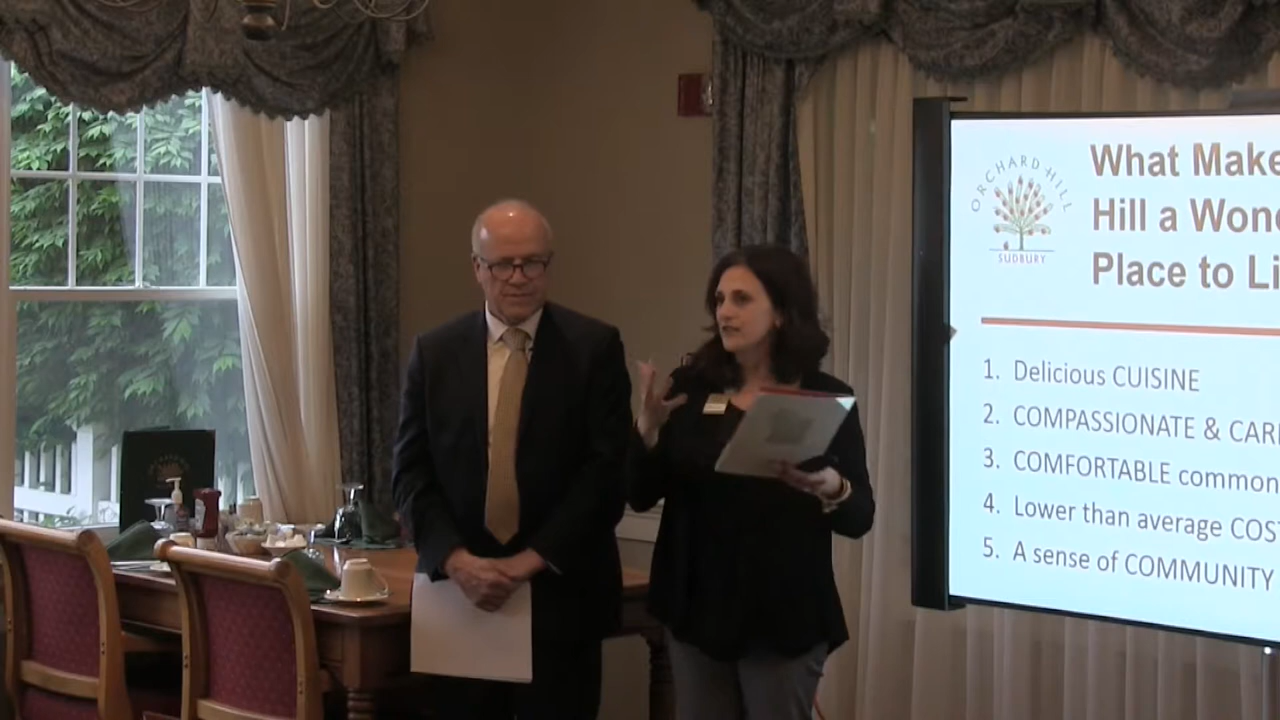 ORCHARD HILL
SUDBURY
What Make
Hill a Won
Place to Li
1. Delicious CUISINE
2. COMPASSIONATE & CAR
3. COMFORTABLE common
4. Lower than average COS
5. A sense of COMMUNITY